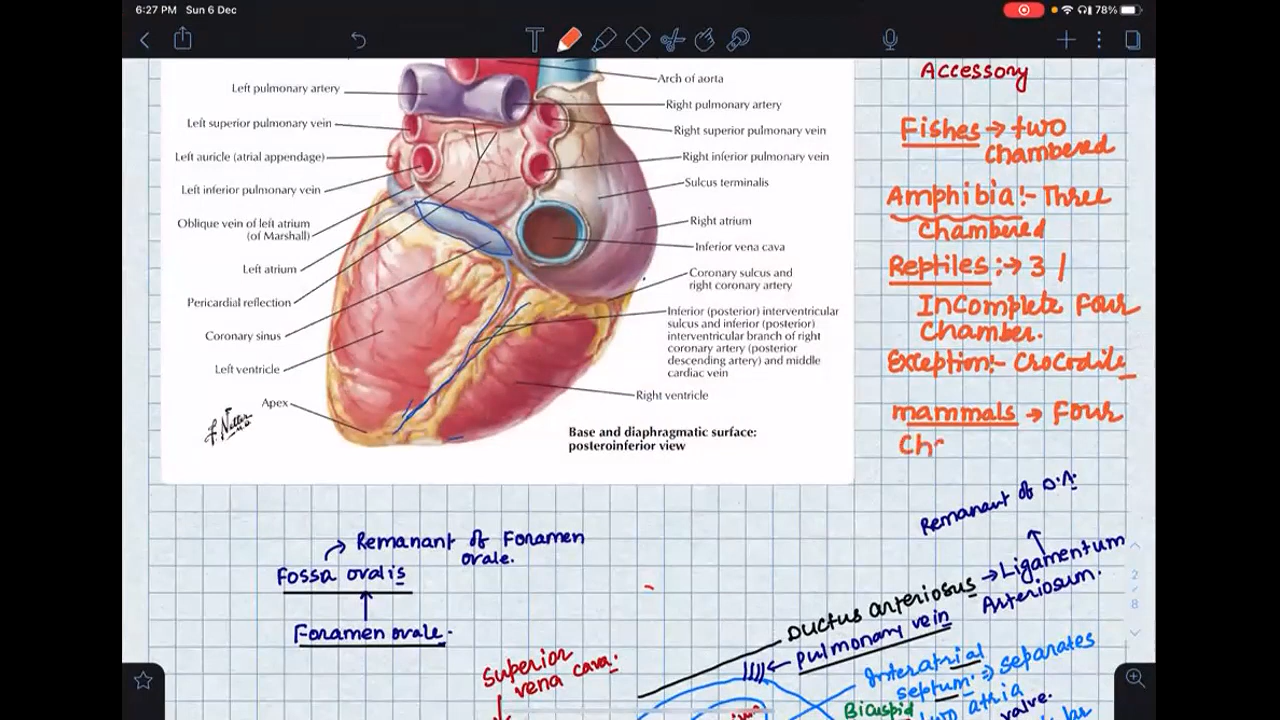 6:27 PM Sun 6 Dec
78%
T
Left pulmonary artery
Left superior pulmonary vein
Left auricle (atrial appendage)
Left inferior pulmonary vein
Oblique vein of left atrium
(of Marshall)
Left atrium
Pericardial reflection
Coronary sinus
Left ventricle
Apex
Arch of aorta
Right pulmonary artery
Right superior pulmonary vein
Right inferior pulmonary vein
Sulcus terminalis
Right atrium
Inferior vena cava
Coronary sulcus and
right coronary artery
Inferior (posterior) interventricular
sulcus and inferior (posterior)
interventricular branch of right
coronary artery (posterior
descending artery) and middle
cardiac vein
Right ventricle
Base and diaphragmatic surface:
posteroinferior view
Accessory
Fishes → two
chambered
Amphibia :- Three
Chambered
Reptiles :→ 3 /
InComplete Four
Chamber.
Exception:- Crocodile
mammals → Four
Ch
→ Remanant of Foramen
ovale.
Fossa ovalis
Foramen ovale.
Remanant of D.A.
Ductus arteriosus → Ligamentum
Arteriosum.
← Pulmonary vein
Superior
vena cava.
Interatrial
septum. ⇒ separates
two atria
Bicuspid
valve.
2
8